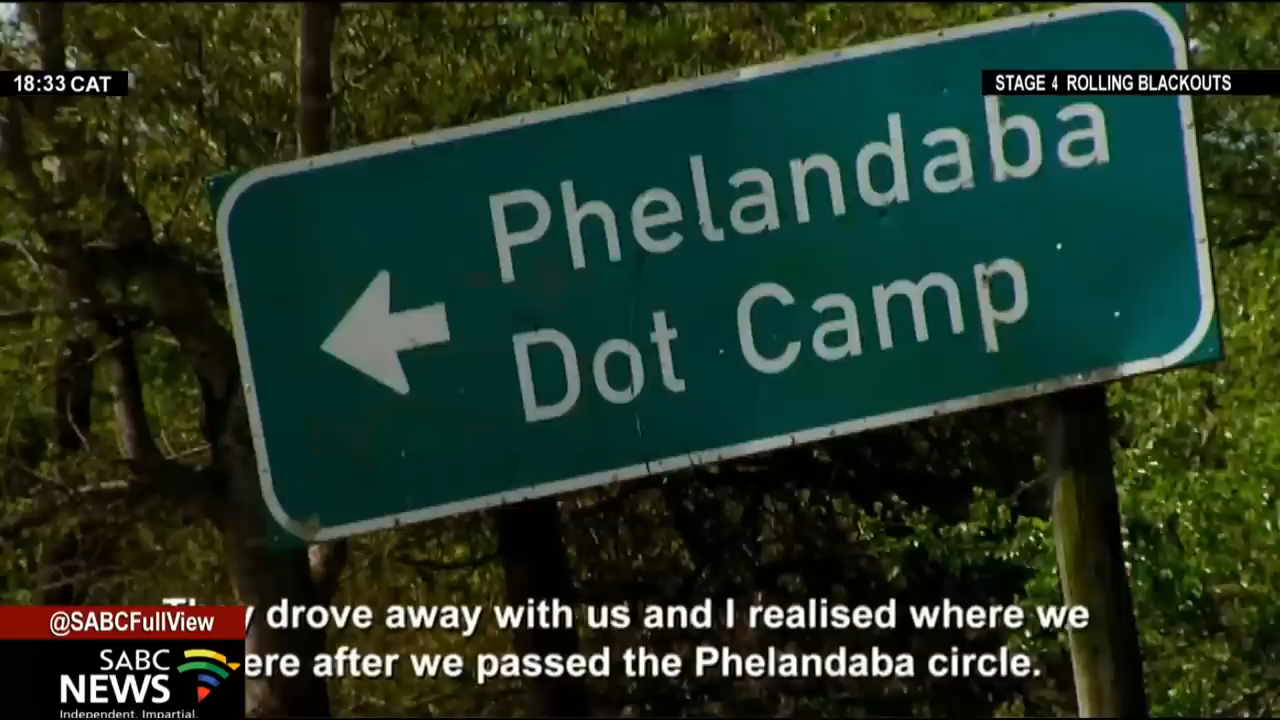 18:33 CAT
STAGE 4 ROLLING BLACKOUTS
Phelandaba
Dot Camp
They drove away with us and I realised where we
ere after we passed the Phelandaba circle.
@SABCFullView
SABC
NEWS
Independent. Impartial.